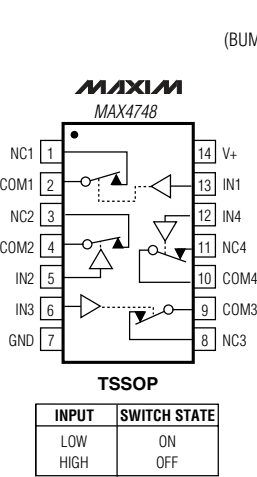 (BUM
MAXIM
MAX4748
NC1 1 14 V+
COM1 2 13 IN1
NC2 3 12 IN4
COM2 4 11 NC4
IN2 5 10 COM4
IN3 6 9 COM3
GND 7 8 NC3
TSSOP
INPUT SWITCH STATE
LOW ON
HIGH OFF